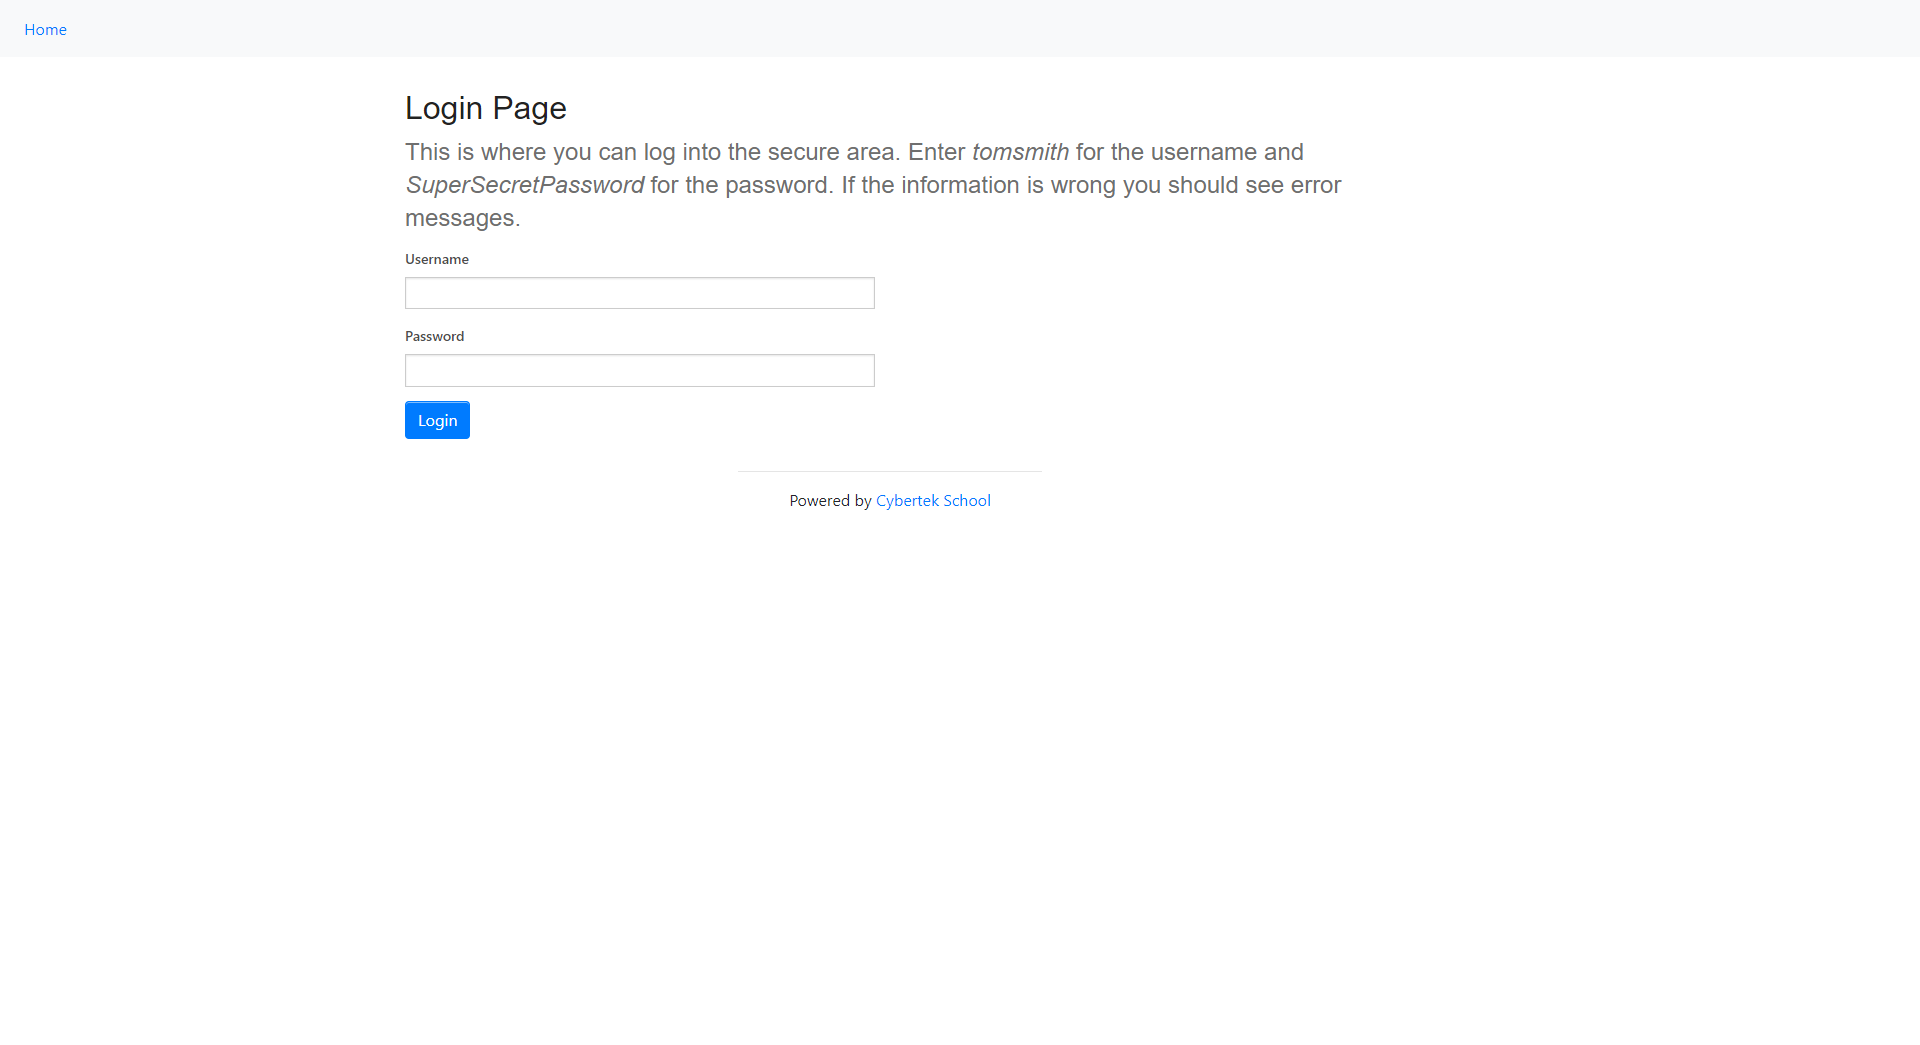 Home
Login Page
This is where you can log into the secure area. Enter tomsmith for the username and
SuperSecretPassword for the password. If the information is wrong you should see error
messages.
Username
Password
Login
Powered by Cybertek School